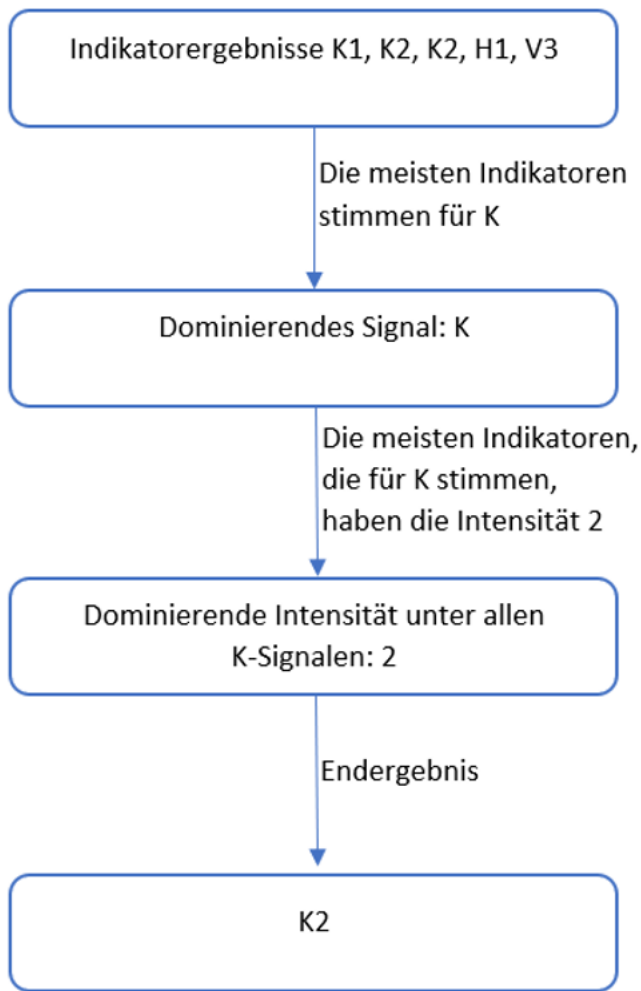 Indikatorergebnisse K1, K2, K2, H1, V3
Die meisten Indikatoren
stimmen für K
Dominierendes Signal: K
Die meisten Indikatoren,
die für K stimmen,
haben die Intensität 2
Dominierende Intensität unter allen
K-Signalen: 2
Endergebnis
K2